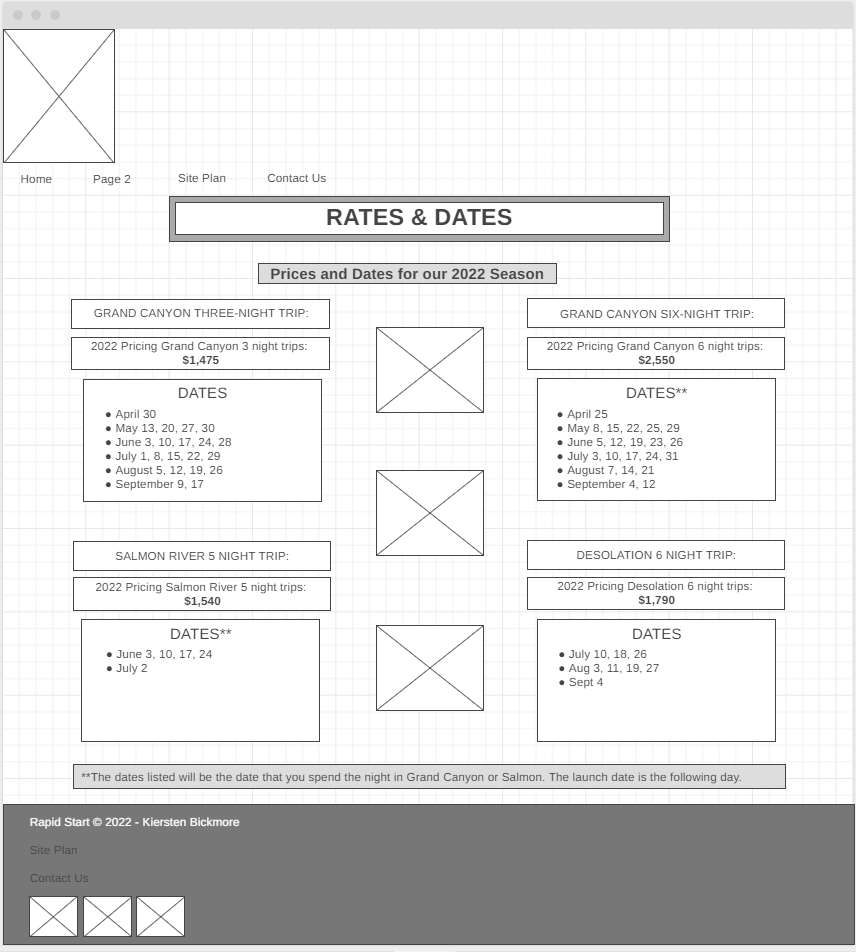 Home Page 2 Site Plan Contact Us
RATES & DATES
Prices and Dates for our 2022 Season
GRAND CANYON THREE-NIGHT TRIP:
2022 Pricing Grand Canyon 3 night trips:
$1,475
DATES
● April 30
● May 13, 20, 27, 30
● June 3, 10, 17, 24, 28
● July 1, 8, 15, 22, 29
● August 5, 12, 19, 26
● September 9, 17
GRAND CANYON SIX-NIGHT TRIP:
2022 Pricing Grand Canyon 6 night trips:
$2,550
DATES**
● April 25
● May 8, 15, 22, 25, 29
● June 5, 12, 19, 23, 26
● July 3, 10, 17, 24, 31
● August 7, 14, 21
● September 4, 12
SALMON RIVER 5 NIGHT TRIP:
2022 Pricing Salmon River 5 night trips:
$1,540
DATES**
● June 3, 10, 17, 24
● July 2
DESOLATION 6 NIGHT TRIP:
2022 Pricing Desolation 6 night trips:
$1,790
DATES
● July 10, 18, 26
● Aug 3, 11, 19, 27
● Sept 4
**The dates listed will be the date that you spend the night in Grand Canyon or Salmon. The launch date is the following day.
Rapid Start © 2022 - Kiersten Bickmore
Site Plan
Contact Us